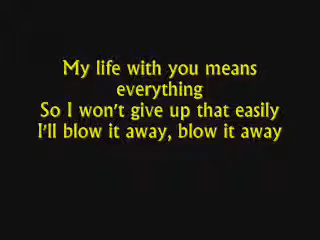 My life with you means
everything
So I won't give up that easily
I'll blow it away, blow it away